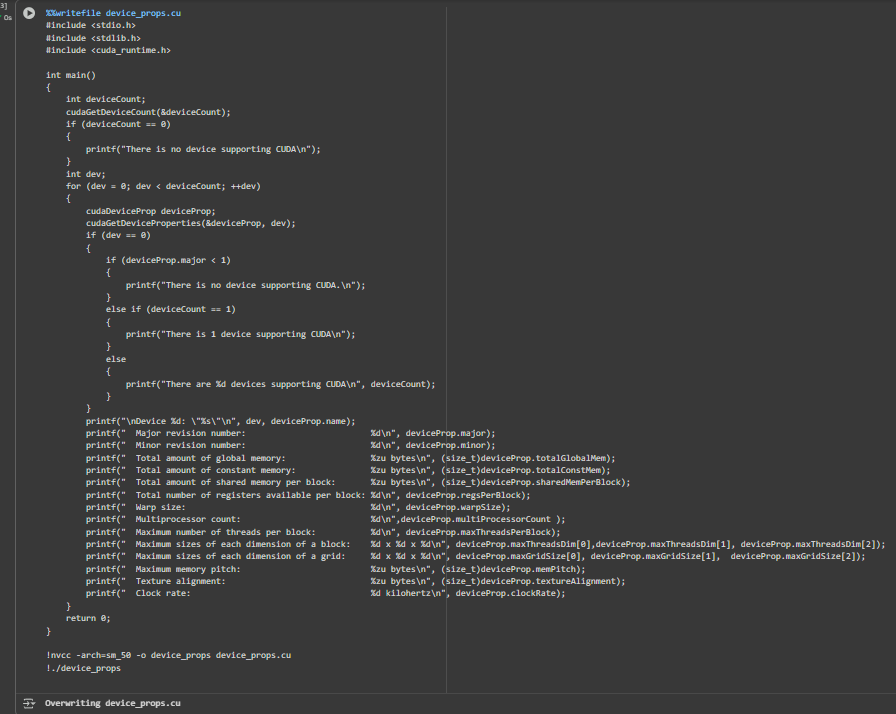 3]
0s
%%writefile device_props.cu
#include <stdio.h>
#include <stdlib.h>
#include <cuda_runtime.h>

int main()
{
    int deviceCount;
    cudaGetDeviceCount(&deviceCount);
    if (deviceCount == 0)
    {
        printf("There is no device supporting CUDA\n");
    }
    int dev;
    for (dev = 0; dev < deviceCount; ++dev)
    {
        cudaDeviceProp deviceProp;
        cudaGetDeviceProperties(&deviceProp, dev);
        if (dev == 0)
        {
            if (deviceProp.major < 1)
            {
                printf("There is no device supporting CUDA.\n");
            }
            else if (deviceCount == 1)
            {
                printf("There is 1 device supporting CUDA\n");
            }
            else
            {
                printf("There are %d devices supporting CUDA\n", deviceCount);
            }
        }
        printf("\nDevice %d: \"%s\"\n", dev, deviceProp.name);
        printf("  Major revision number:                         %d\n", deviceProp.major);
        printf("  Minor revision number:                         %d\n", deviceProp.minor);
        printf("  Total amount of global memory:                 %zu bytes\n", (size_t)deviceProp.totalGlobalMem);
        printf("  Total amount of constant memory:               %zu bytes\n", (size_t)deviceProp.totalConstMem);
        printf("  Total amount of shared memory per block:       %zu bytes\n", (size_t)deviceProp.sharedMemPerBlock);
        printf("  Total number of registers available per block: %d\n", deviceProp.regsPerBlock);
        printf("  Warp size:                                     %d\n", deviceProp.warpSize);
        printf("  Multiprocessor count:                          %d\n",deviceProp.multiProcessorCount );
        printf("  Maximum number of threads per block:           %d\n", deviceProp.maxThreadsPerBlock);
        printf("  Maximum sizes of each dimension of a block:    %d x %d x %d\n", deviceProp.maxThreadsDim[0],deviceProp.maxThreadsDim[1], deviceProp.maxThreadsDim[2]);
        printf("  Maximum sizes of each dimension of a grid:     %d x %d x %d\n", deviceProp.maxGridSize[0], deviceProp.maxGridSize[1],  deviceProp.maxGridSize[2]);
        printf("  Maximum memory pitch:                          %zu bytes\n", (size_t)deviceProp.memPitch);
        printf("  Texture alignment:                             %zu bytes\n", (size_t)deviceProp.textureAlignment);
        printf("  Clock rate:                                    %d kilohertz\n", deviceProp.clockRate);
    }
    return 0;
}

!nvcc -arch=sm_50 -o device_props device_props.cu
!./device_props
Overwriting device_props.cu